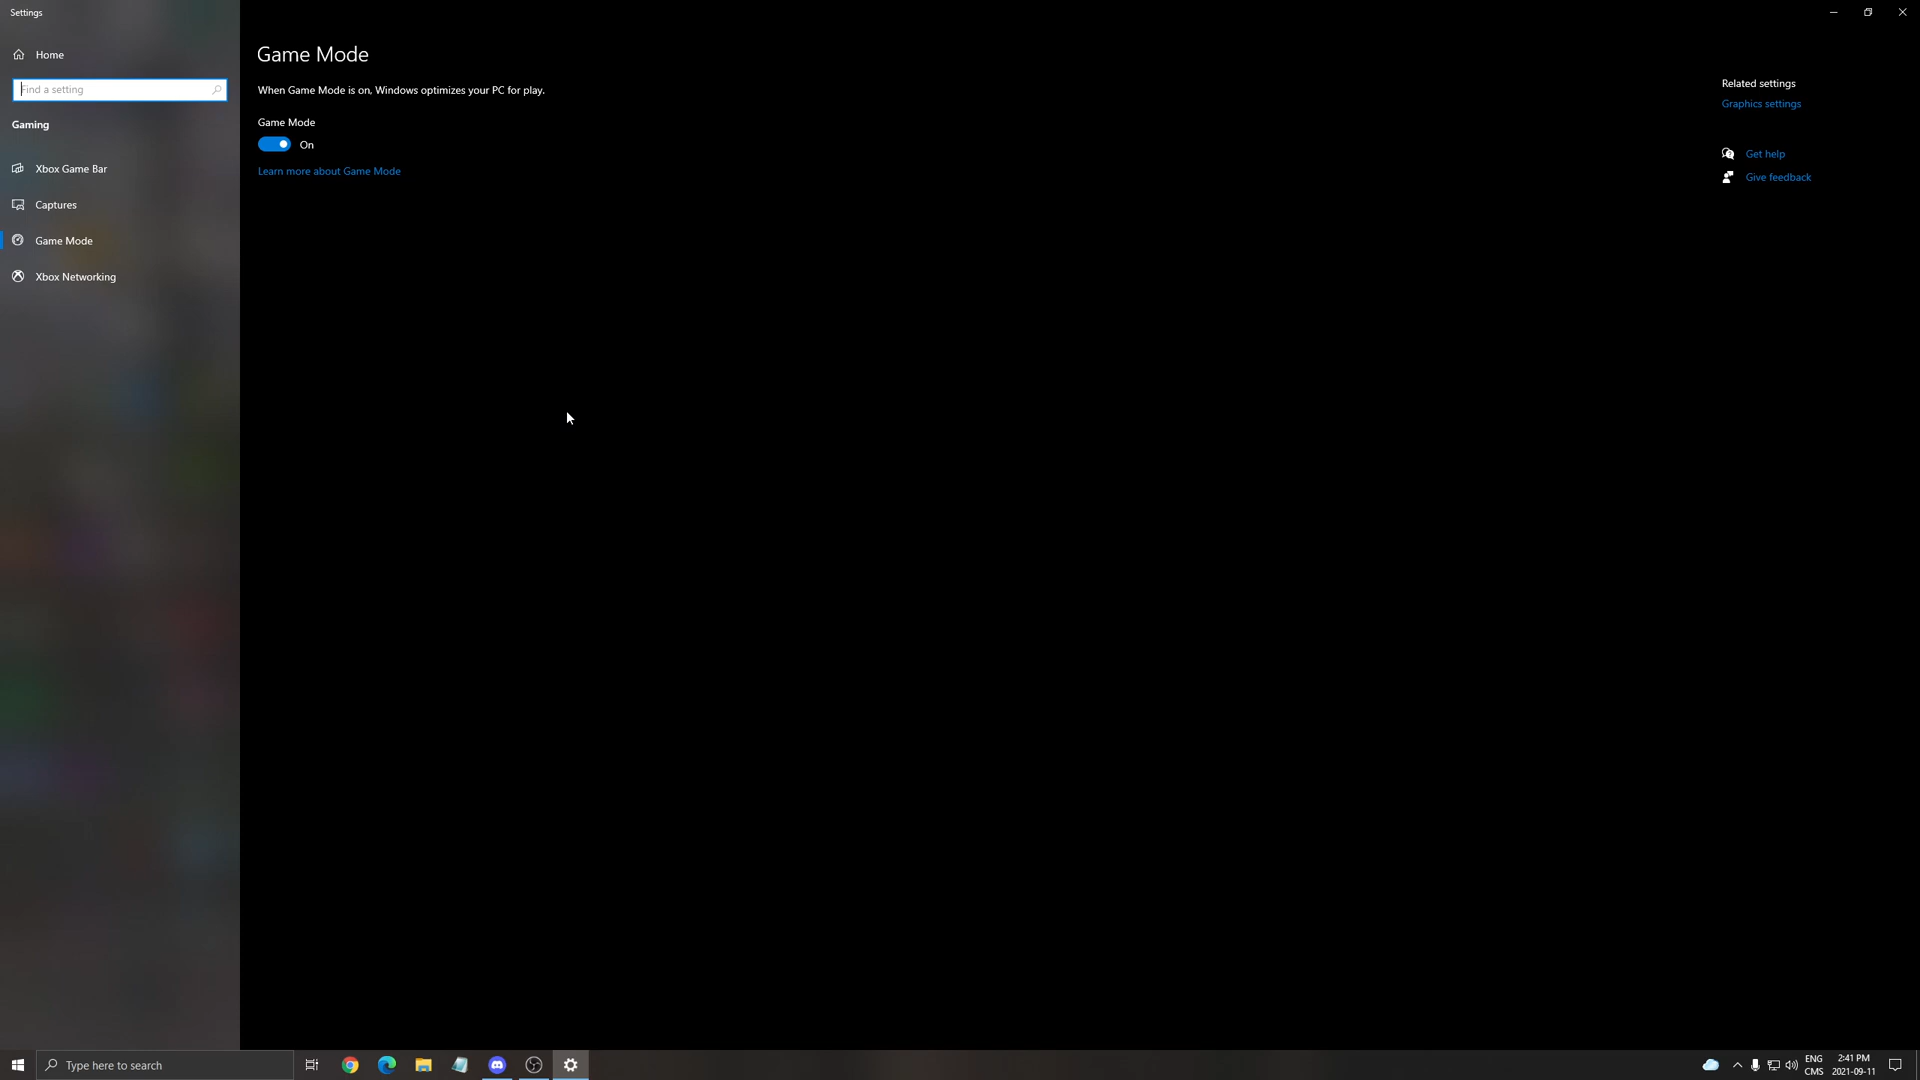 Settings
Home
Find a setting
Gaming
Xbox Game Bar
Captures
Game Mode
Xbox Networking
Game Mode
When Game Mode is on, Windows optimizes your PC for play.
Game Mode
On
Learn more about Game Mode
Related settings
Graphics settings
Get help
Give feedback
Type here to search
ENG
CMS
2:41 PM
2021-09-11